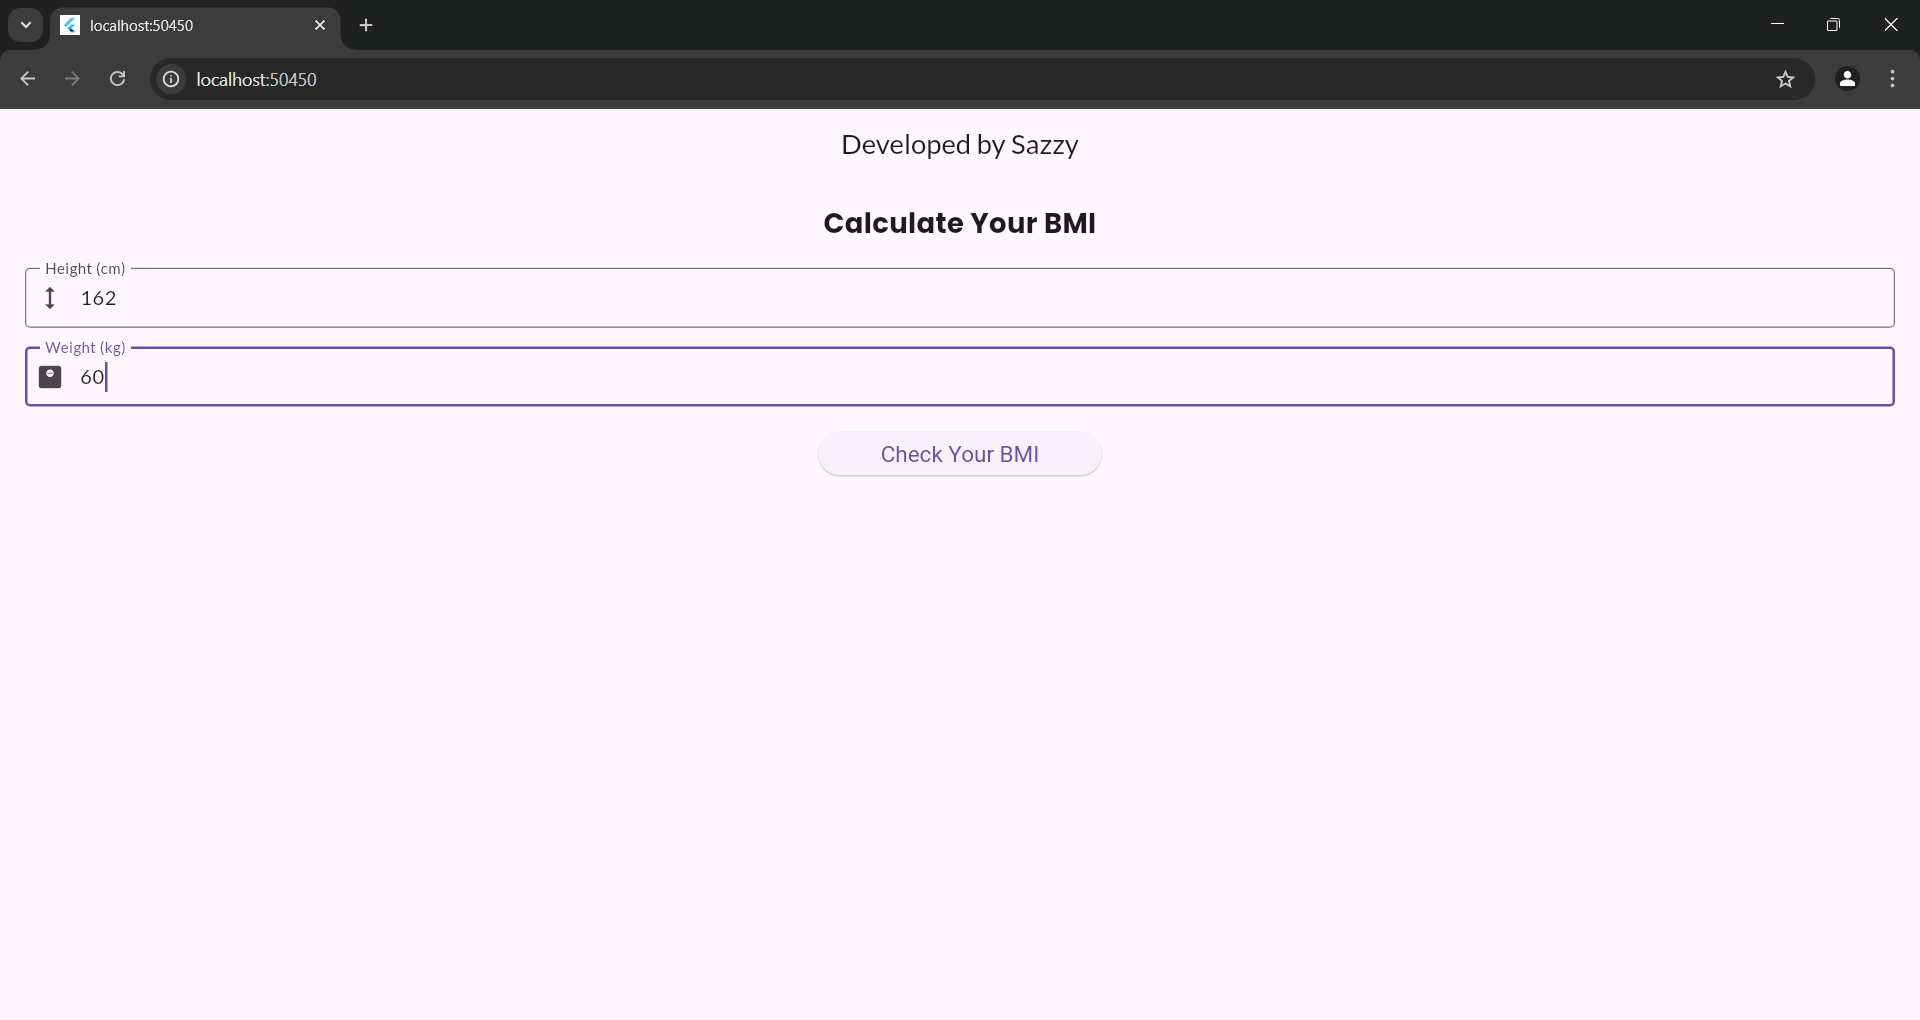 localhost:50450
localhost:50450
Developed by Sazzy
Calculate Your BMI
Height (cm)
162
Weight (kg)
60
Check Your BMI